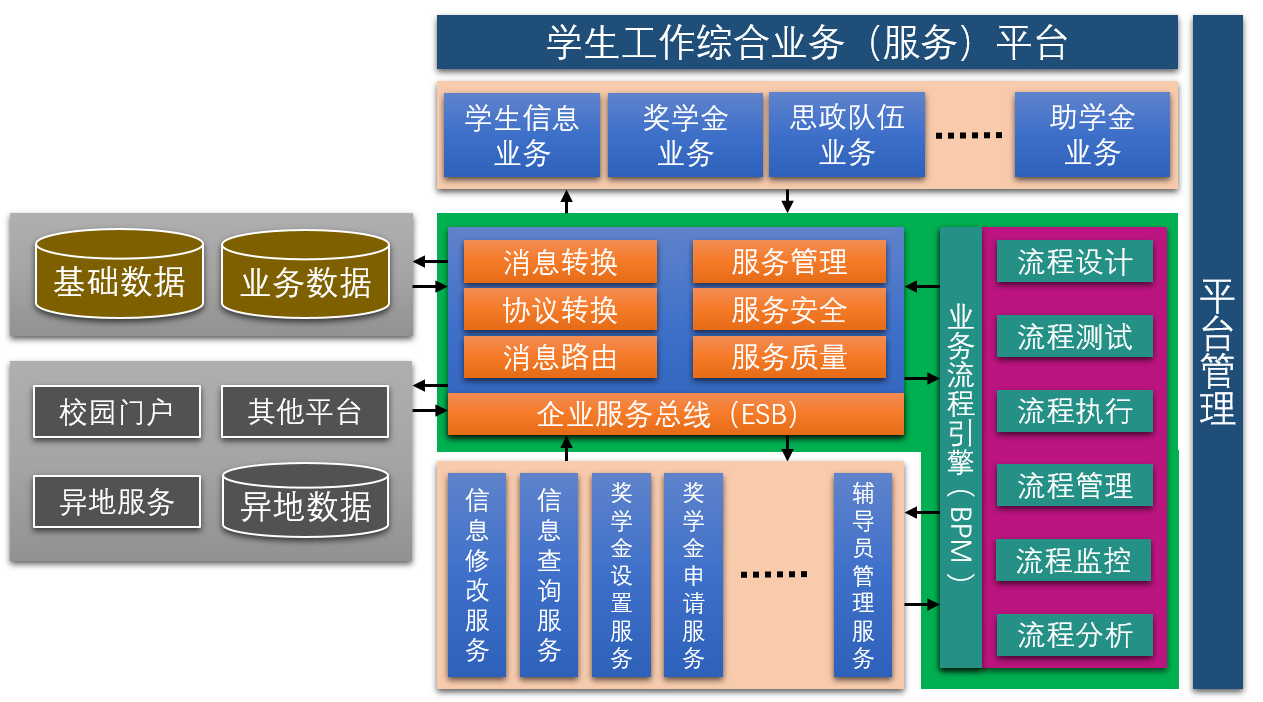 学生工作综合业务（服务）平台
学生信息
业务
奖学金
业务
思政队伍
业务
助学金
业务
基础数据
业务数据
校园门户
其他平台
异地服务
异地数据
消息转换
服务管理
协议转换
服务安全
消息路由
服务质量
企业服务总线（ESB）
业务流程引擎（BPM）
流程设计
流程测试
流程执行
流程管理
流程监控
流程分析
信息修改服务
信息查询服务
奖学金设置服务
奖学金申请服务
辅导员管理服务
平台管理